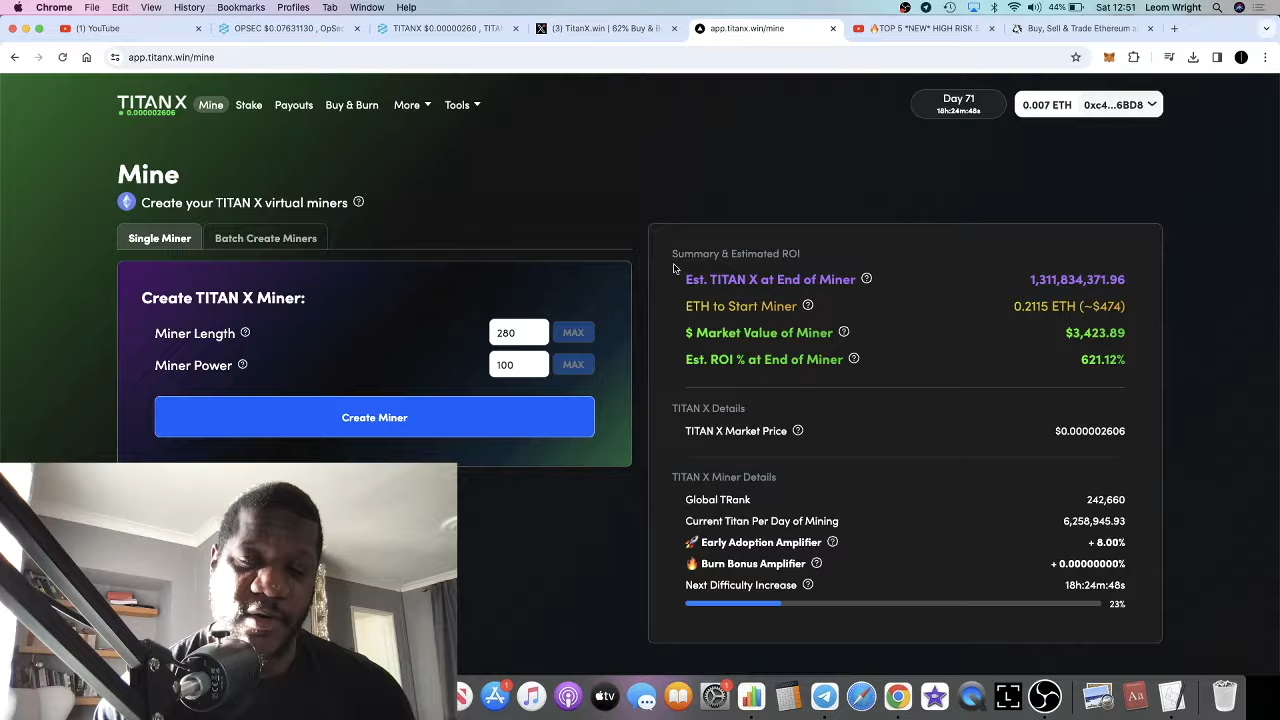 Chrome File Edit View History Bookmarks Profiles Tab Window Help 44% Sat 12:51 Leom Wright
(1) YouTube OPSEC $0.07631130 , OpSec TITANX $0.00000260 , TITAN (3) TitanX.win | 62% Buy & B app.titanx.win/mine 🔥TOP 5 *NEW* HIGH RISK & Buy, Sell & Trade Ethereum a
app.titanx.win/mine
TITAN X Mine Stake Payouts Buy & Burn More Tools Day 71 0.007 ETH 0xc4...6BD8
0.000002606 18h:24m:48s
Mine
Create your TITAN X virtual miners
Single Miner Batch Create Miners
Create TITAN X Miner:
Miner Length 280 MAX
Miner Power 100 MAX
Create Miner
Summary & Estimated ROI
Est. TITAN X at End of Miner 1,311,834,371.96
ETH to Start Miner 0.2115 ETH (~$474)
$ Market Value of Miner $3,423.89
Est. ROI % at End of Miner 621.12%
TITAN X Details
TITAN X Market Price $0.000002606
TITAN X Miner Details
Global TRank 242,660
Current Titan Per Day of Mining 6,258,945.93
🚀 Early Adoption Amplifier + 8.00%
🔥 Burn Bonus Amplifier + 0.00000000%
Next Difficulty Increase 18h:24m:48s
23%
tv
Aa